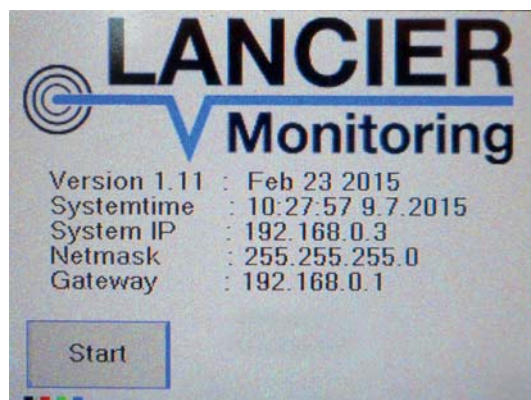 LANCIER
Monitoring
Version 1.11 : Feb 23 2015
Systemtime : 10:27:57 9.7.2015
System IP : 192.168.0.3
Netmask : 255.255.255.0
Gateway : 192.168.0.1
Start